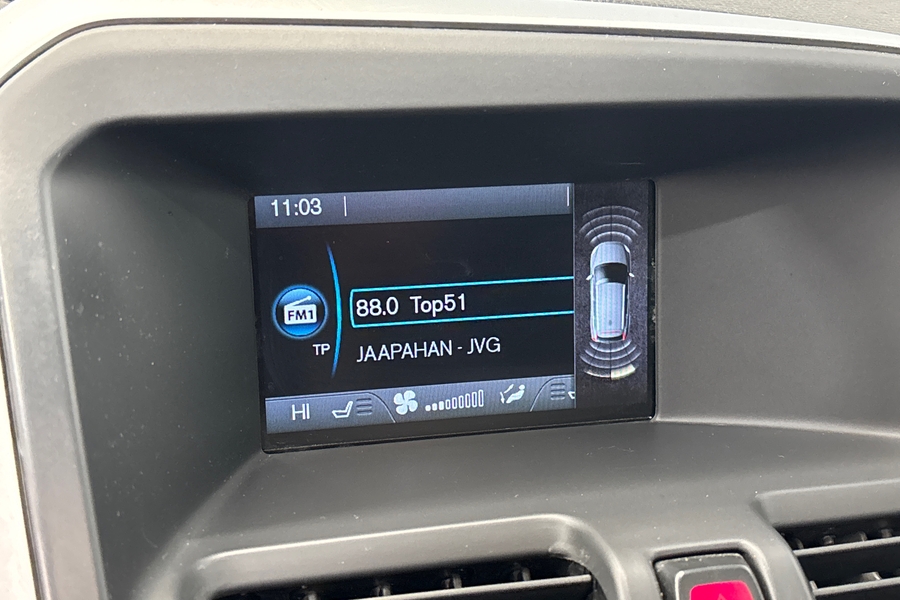 11:03
88.0 Top51
FM1
TP
JAAPAHAN - JVG
HI